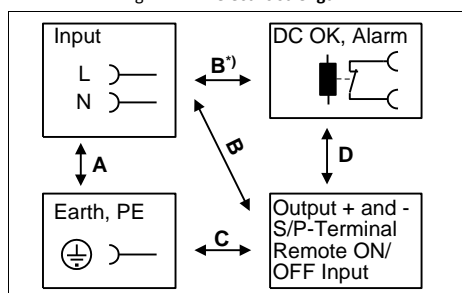 Input
L
N
B*)
DC OK, Alarm
A
B
D
Earth, PE
C
Output + and -
S/P-Terminal
Remote ON/
OFF Input